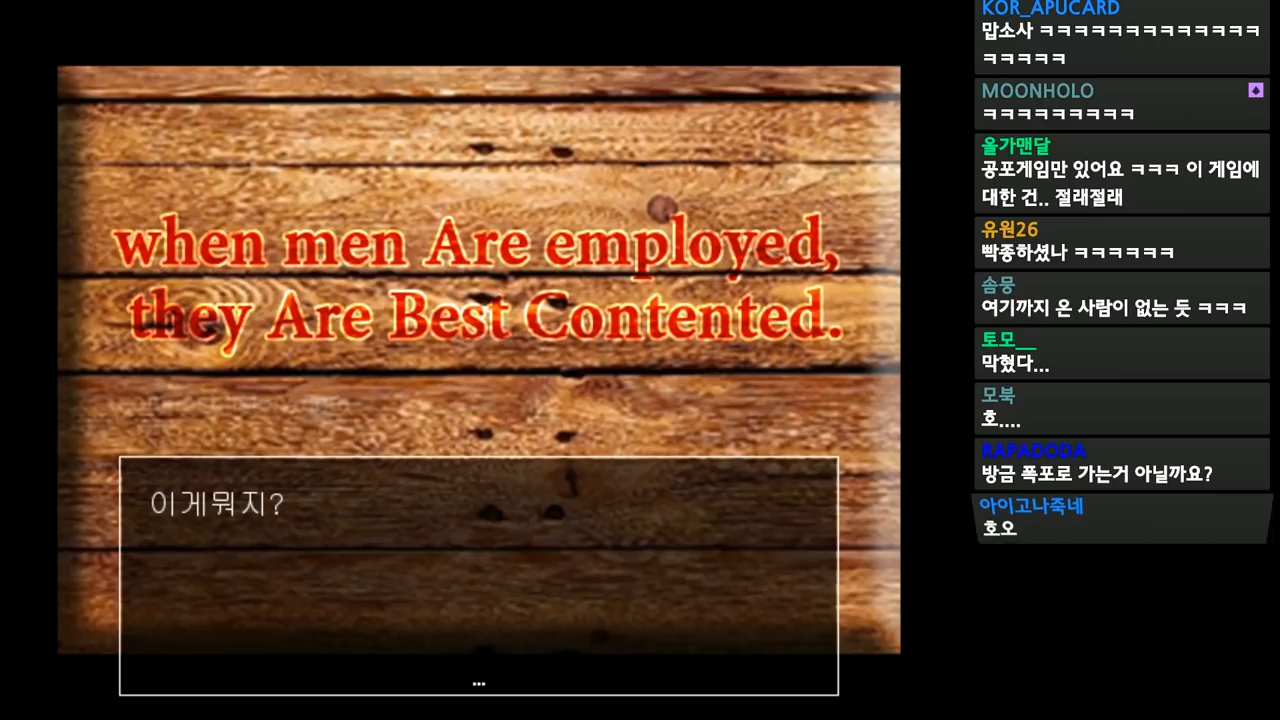 when men Are employed,
they Are Best Contented.
이게뭐지?
...
KOR_APUCARD
맙소사 ㅋㅋㅋㅋㅋㅋㅋㅋㅋㅋㅋㅋㅋ
ㅋㅋㅋㅋㅋ
MOONHOLO
ㅋㅋㅋㅋㅋㅋㅋㅋㅋ
올가맨달
공포게임만 있어요 ㅋㅋㅋ 이 게임에
대한 건.. 절래절래
유원26
빡종하셨나 ㅋㅋㅋㅋㅋㅋ
솜뭉
여기까지 온 사람이 없는 듯 ㅋㅋㅋ
토모__
막혔다...
모북
호....
RAPADODA
방금 폭포로 가는거 아닐까요?
아이고나죽네
호오